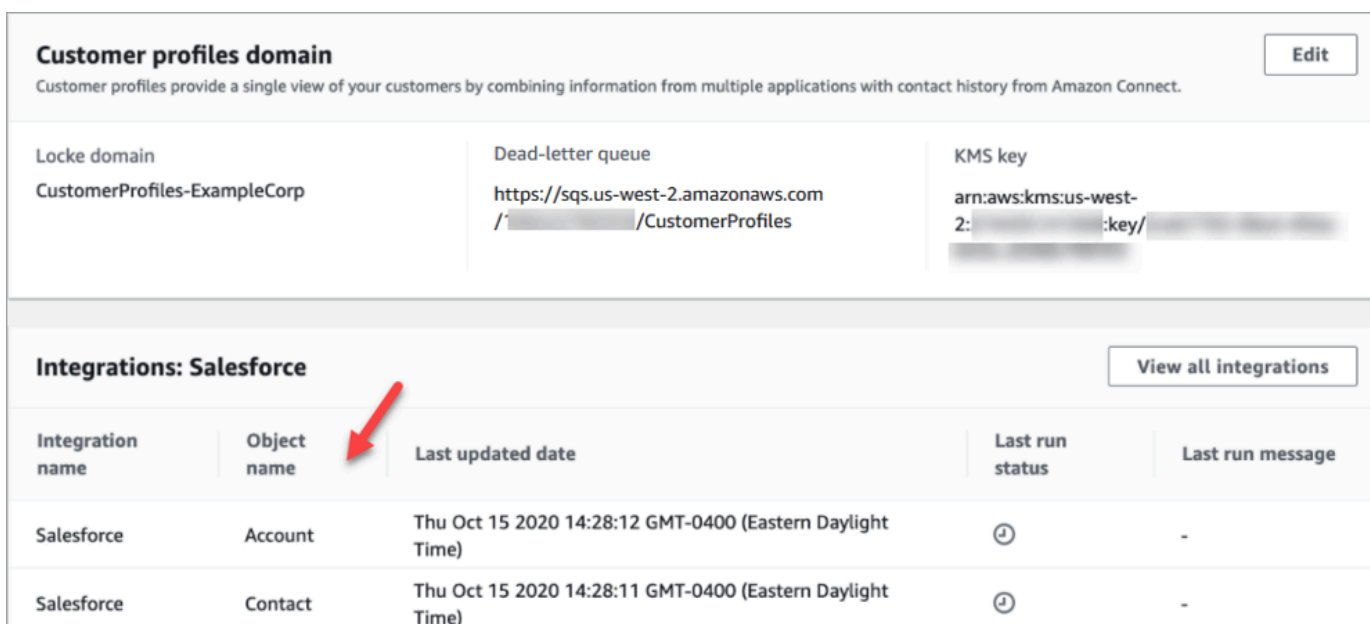 Customer profiles domain
Edit
Customer profiles provide a single view of your customers by combining information from multiple applications with contact history from Amazon Connect.
Locke domain
CustomerProfiles-ExampleCorp
Dead-letter queue
https://sqs.us-west-2.amazonaws.com
/ /CustomerProfiles
KMS key
arn:aws:kms:us-west-
2: :key/
Integrations: Salesforce
View all integrations
Integration
name
Object
name
Last updated date
Last run
status
Last run message
Salesforce
Account
Thu Oct 15 2020 14:28:12 GMT-0400 (Eastern Daylight
Time)
-
Salesforce
Contact
Thu Oct 15 2020 14:28:11 GMT-0400 (Eastern Daylight
Time)
-